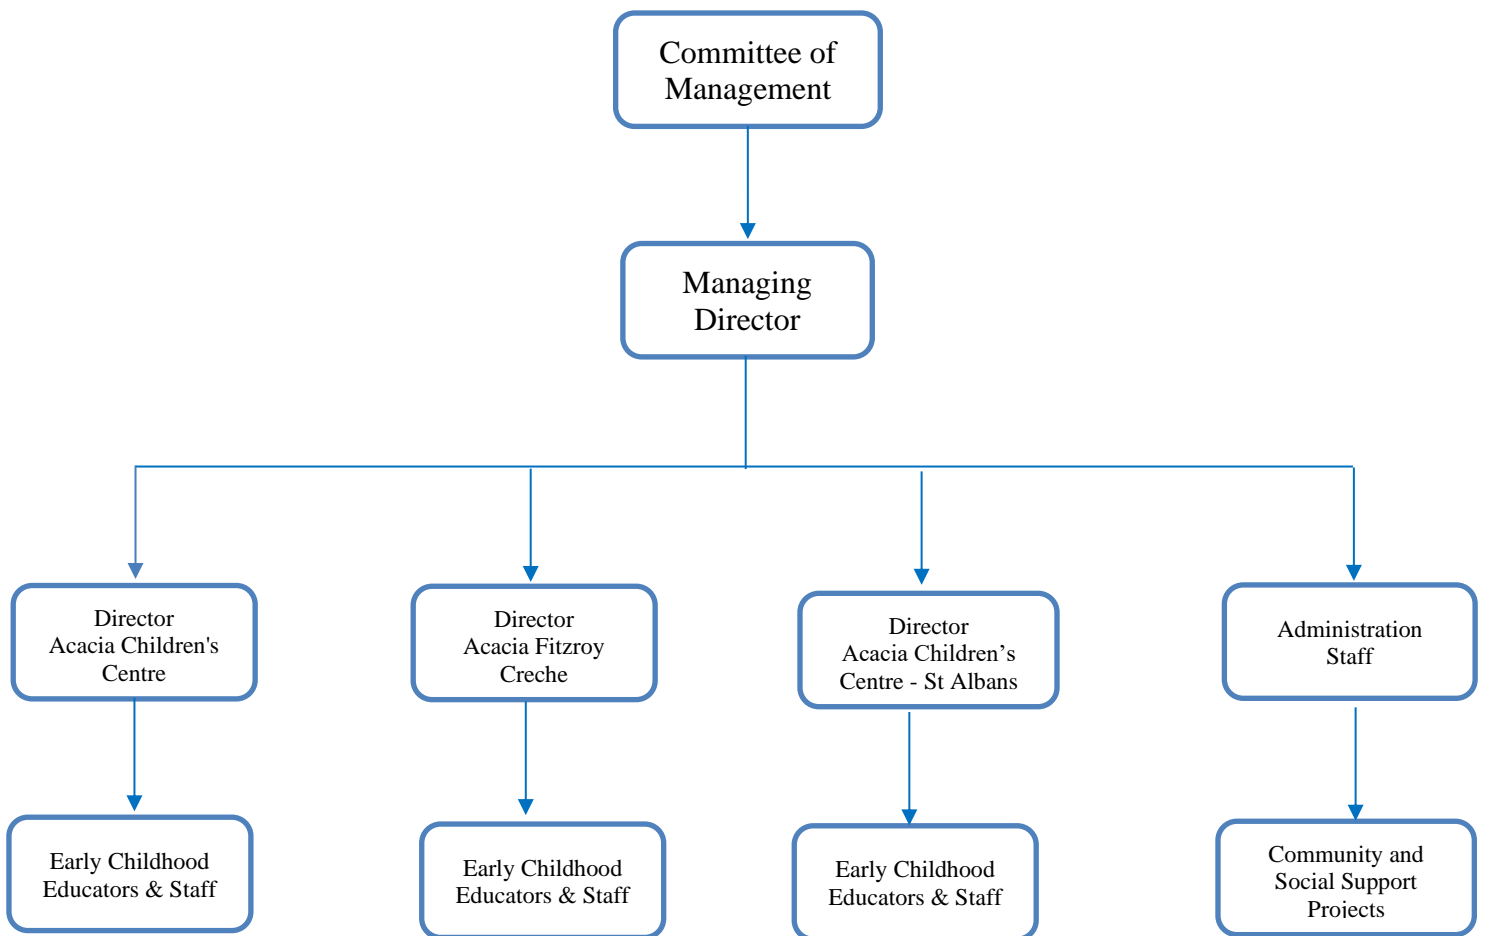 Committee of
Management
Managing
Director
Director
Acacia Children's
Centre
Director
Acacia Fitzroy
Creche
Director
Acacia Children’s
Centre - St Albans
Administration
Staff
Early Childhood
Educators & Staff
Early Childhood
Educators & Staff
Early Childhood
Educators & Staff
Community and
Social Support
Projects